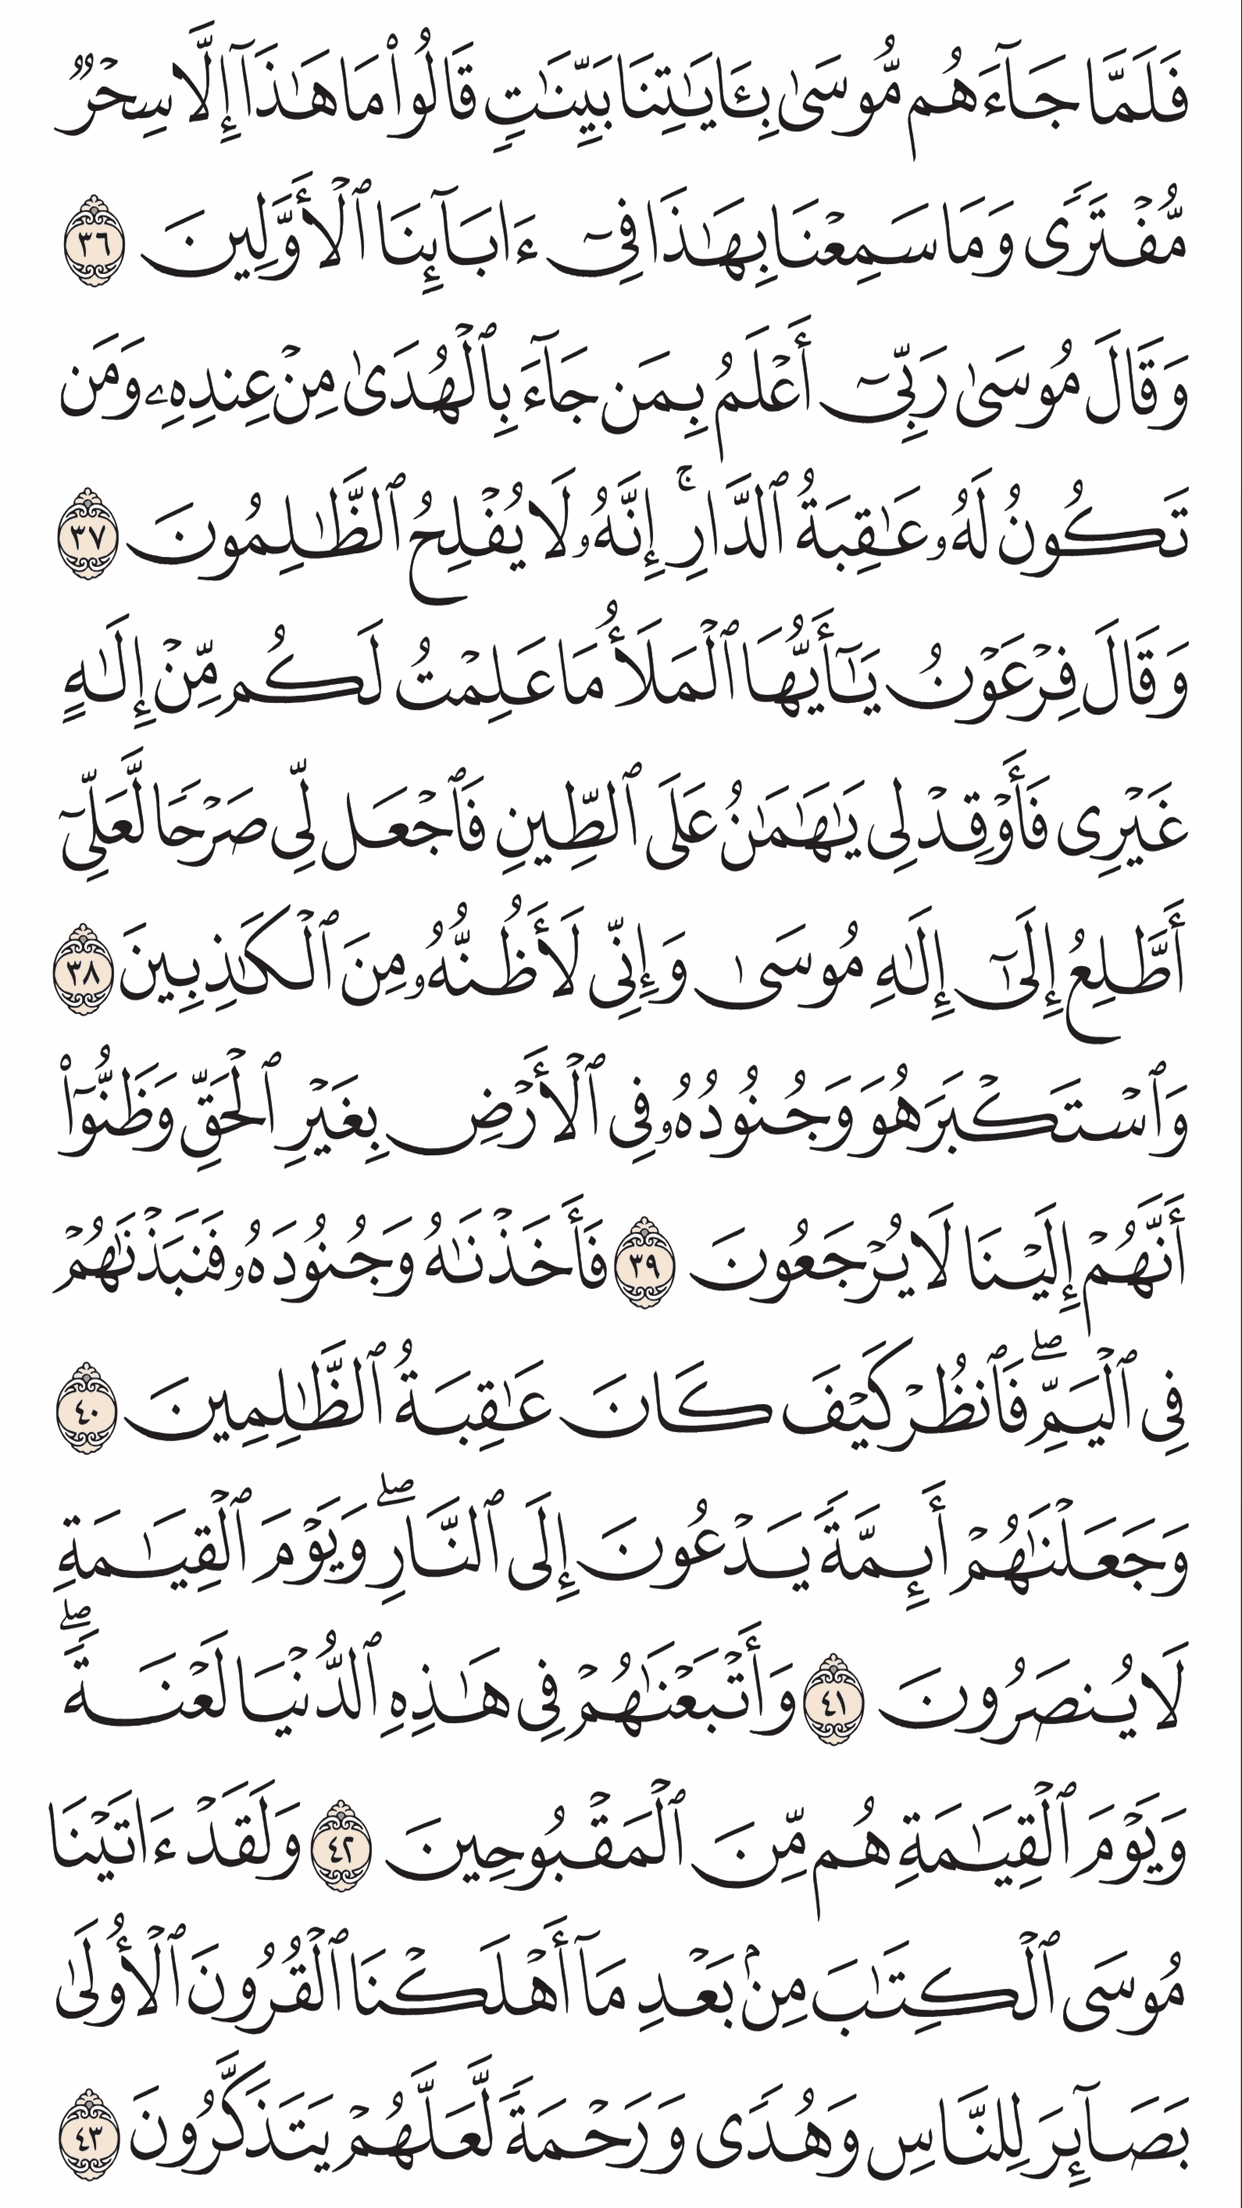 فَلَمَّا جَآءَهُم مُّوسَىٰ بِـَٔايَـٰتِنَا بَيِّنَـٰتٍ قَالُوا۟ مَا هَـٰذَآ إِلَّا سِحْرٌ
مُّفْتَرًى وَمَا سَمِعْنَا بِهَـٰذَا فِىٓ ءَابَآئِنَا ٱلْأَوَّلِينَ ٣٦
وَقَالَ مُوسَىٰ رَبِّىٓ أَعْلَمُ بِمَن جَآءَ بِٱلْهُدَىٰ مِنْ عِندِهِۦ وَمَن
تَكُونُ لَهُۥ عَـٰقِبَةُ ٱلدَّارِ ۚ إِنَّهُۥ لَا يُفْلِحُ ٱلظَّـٰلِمُونَ ٣٧
وَقَالَ فِرْعَوْنُ يَـٰٓأَيُّهَا ٱلْمَلَأُ مَا عَلِمْتُ لَكُم مِّنْ إِلَـٰهٍ
غَيْرِى فَأَوْقِدْ لِى يَـٰهَـٰمَـٰنُ عَلَى ٱلطِّينِ فَٱجْعَل لِّى صَرْحًا لَّعَلِّىٓ
أَطَّلِعُ إِلَىٰٓ إِلَـٰهِ مُوسَىٰ وَإِنِّى لَأَظُنُّهُۥ مِنَ ٱلْكَـٰذِبِينَ ٣٨
وَٱسْتَكْبَرَ هُوَ وَجُنُودُهُۥ فِى ٱلْأَرْضِ بِغَيْرِ ٱلْحَقِّ وَظَنُّوٓا۟
أَنَّهُمْ إِلَيْنَا لَا يُرْجَعُونَ ٣٩ فَأَخَذْنَـٰهُ وَجُنُودَهُۥ فَنَبَذْنَـٰهُمْ
فِى ٱلْيَمِّ ۖ فَٱنظُرْ كَيْفَ كَانَ عَـٰقِبَةُ ٱلظَّـٰلِمِينَ ٤٠
وَجَعَلْنَـٰهُمْ أَئِمَّةً يَدْعُونَ إِلَى ٱلنَّارِ ۖ وَيَوْمَ ٱلْقِيَـٰمَةِ
لَا يُنصَرُونَ ٤١ وَأَتْبَعْنَـٰهُمْ فِى هَـٰذِهِ ٱلدُّنْيَا لَعْنَةً ۖ
وَيَوْمَ ٱلْقِيَـٰمَةِ هُم مِّنَ ٱلْمَقْبُوحِينَ ٤٢ وَلَقَدْ ءَاتَيْنَا
مُوسَى ٱلْكِتَـٰبَ مِنۢ بَعْدِ مَآ أَهْلَكْنَا ٱلْقُرُونَ ٱلْأُولَىٰ
بَصَآئِرَ لِلنَّاسِ وَهُدًى وَرَحْمَةً لَّعَلَّهُمْ يَتَذَكَّرُونَ ٤٣